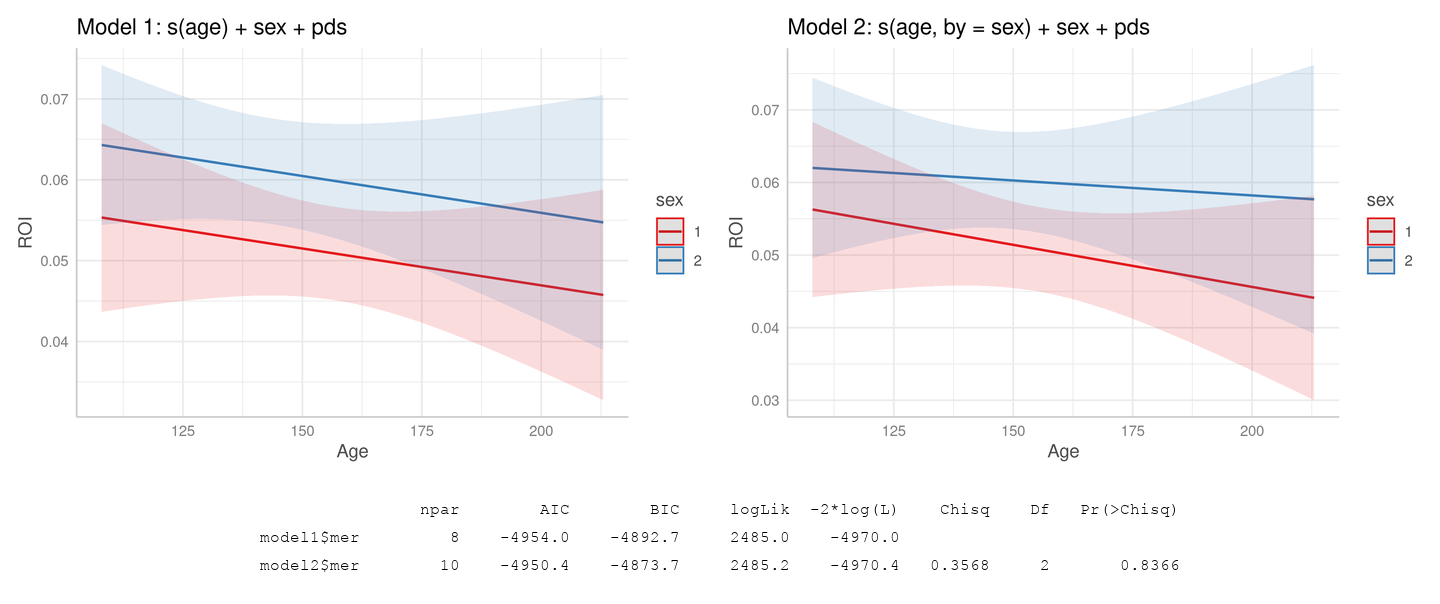 Model 1: s(age) + sex + pds
0.07
0.06
0.05
0.04
ROI
125 150 175 200
Age
sex
1
2
Model 2: s(age, by = sex) + sex + pds
0.07
0.06
0.05
0.04
0.03
ROI
125 150 175 200
Age
sex
1
2
npar AIC BIC logLik -2*log(L) Chisq Df Pr(>Chisq)
model1$mer 8 -4954.0 -4892.7 2485.0 -4970.0
model2$mer 10 -4950.4 -4873.7 2485.2 -4970.4 0.3568 2 0.8366